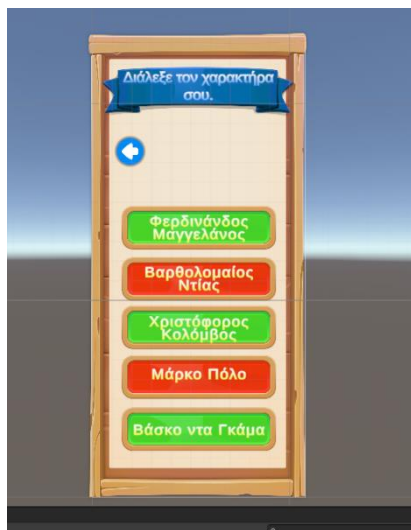 Διάλεξε τον χαρακτήρα
σου.
Φερδινάνδος
Μαγγελάνος
Βαρθολομαίος
Ντίας
Χριστόφορος
Κολόμβος
Μάρκο Πόλο
Βάσκο ντα Γκάμα